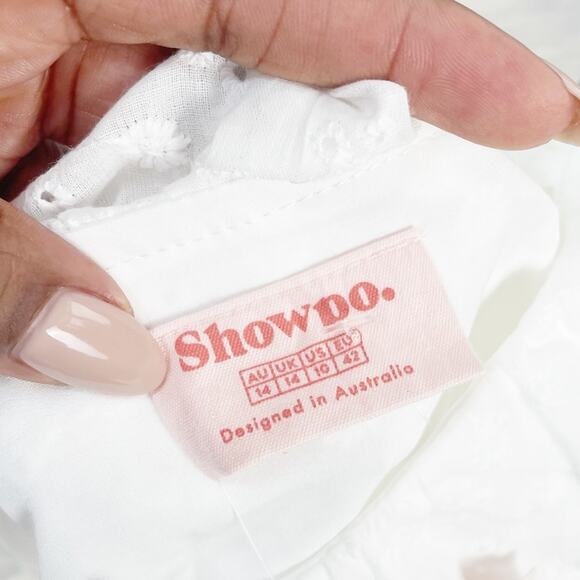 Showpo.
AU UK US EU
14 14 10 42
Designed in Australia